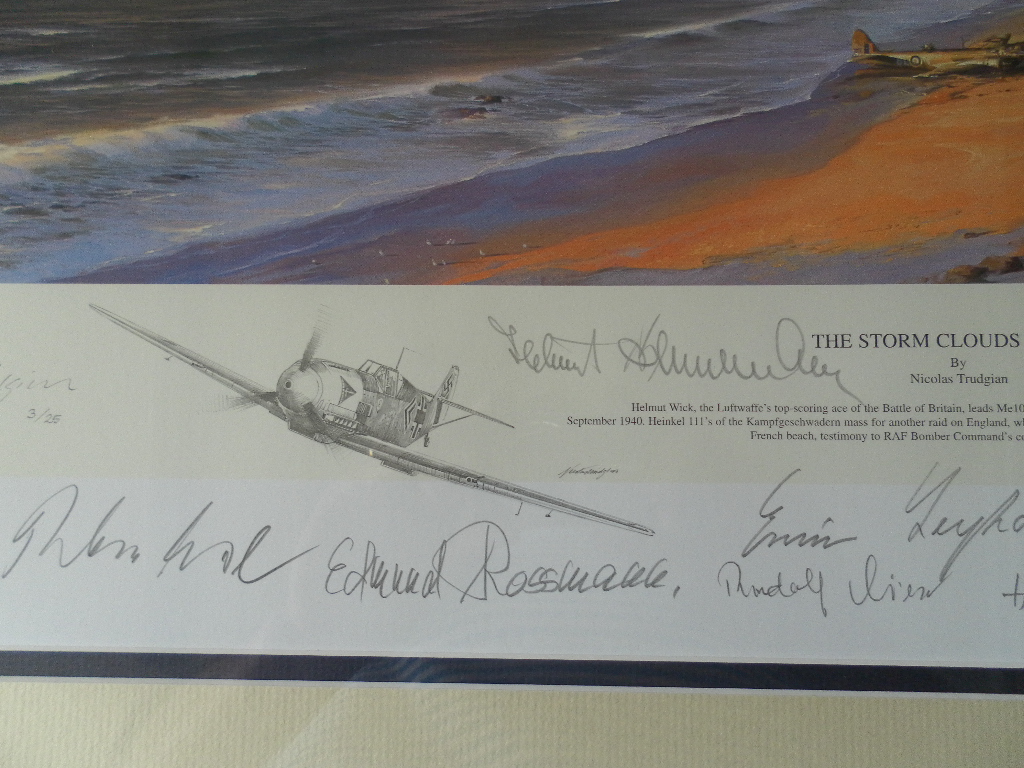 THE STORM CLOUDS
By
Nicolas Trudgian
Helmut Wick, the Luftwaffe's top-scoring ace of the Battle of Britain, leads Me10
September 1940. Heinkel 111's of the Kampfgeschwadern mass for another raid on England, wh
French beach, testimony to RAF Bomber Command's co
3/25
Helmut
Edmund Rossmann.
Erwin
Rudolf